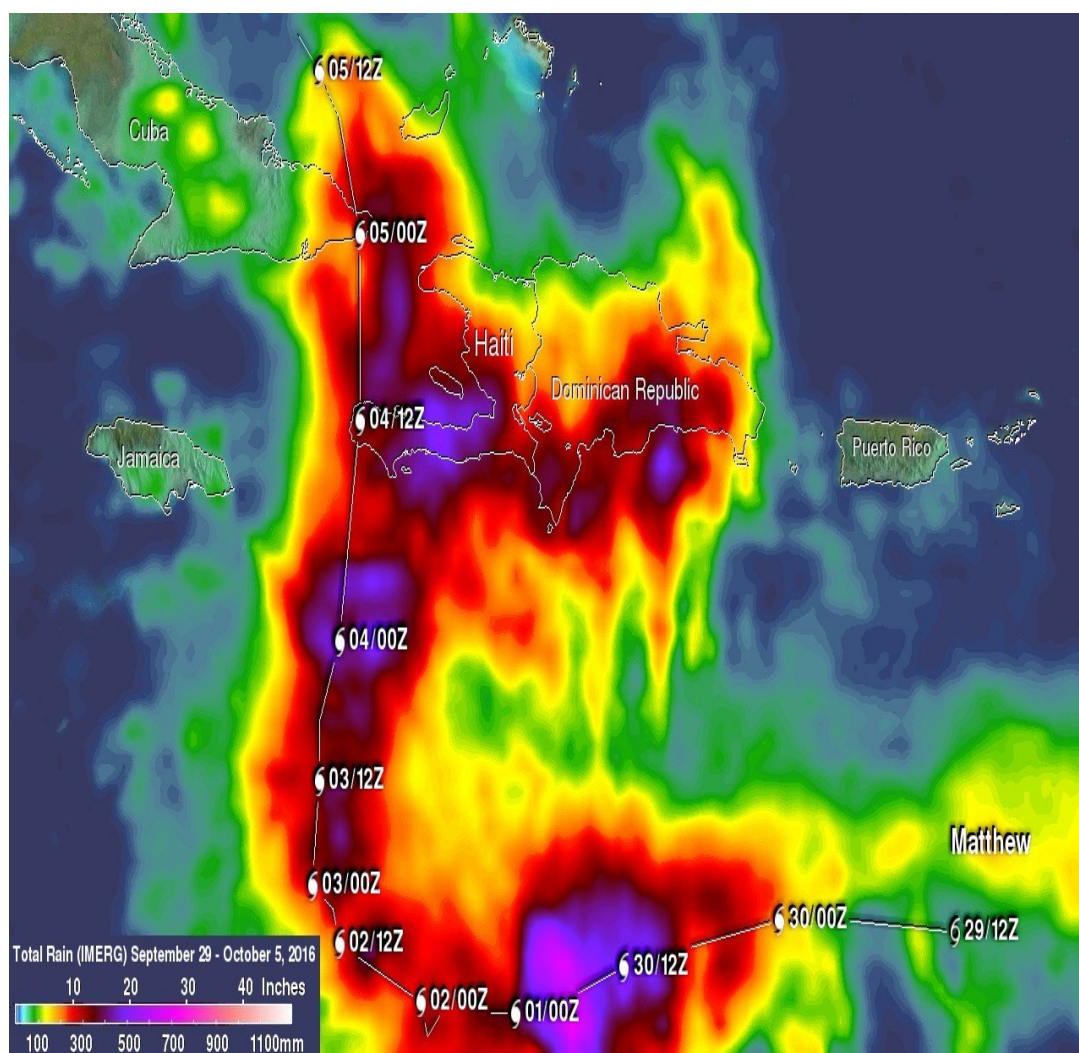 05/12Z
Cuba
05/00Z
Haiti
Dominican Republic
04/12Z
Jamaica
Puerto Rico
04/00Z
03/12Z
Matthew
03/00Z
30/00Z
29/12Z
02/12Z
30/12Z
02/00Z
01/00Z
Total Rain (IMERG) September 29 - October 5, 2016
10 20 30 40 Inches
100 300 500 700 900 1100mm